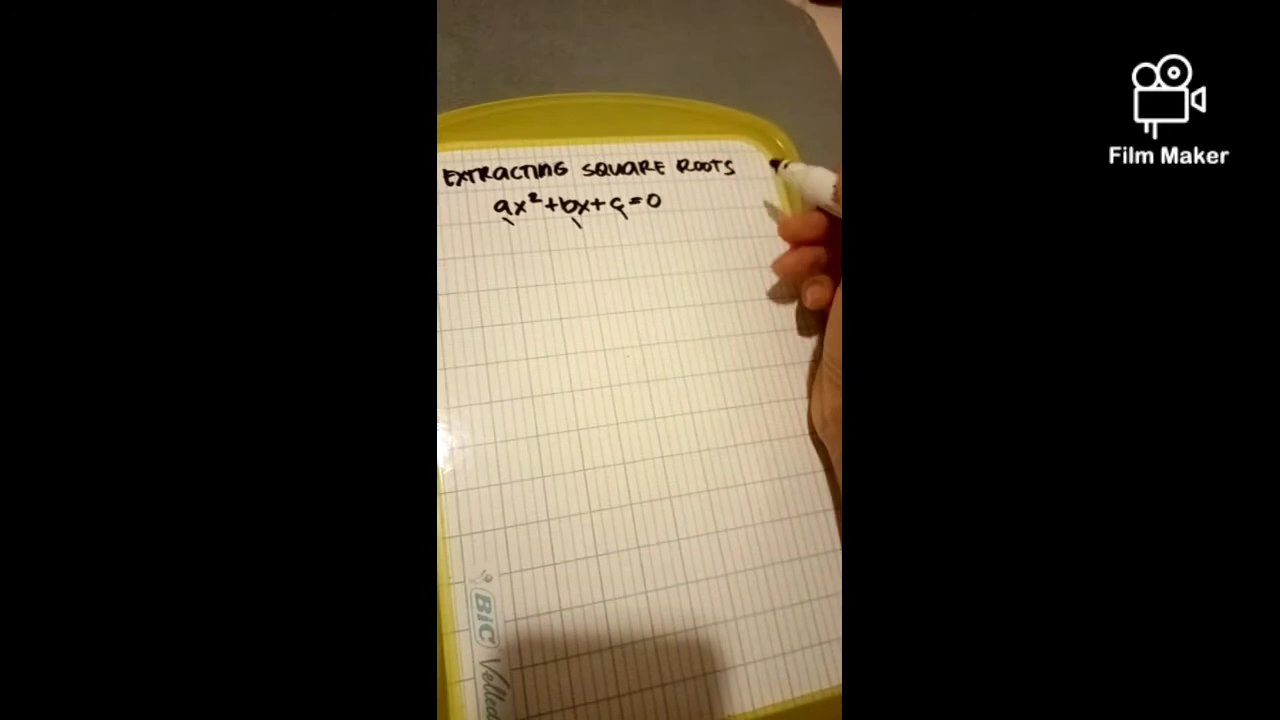 EXTRACTING SQUARE ROOTS
ax²+bx+c=0
Film Maker
BIC